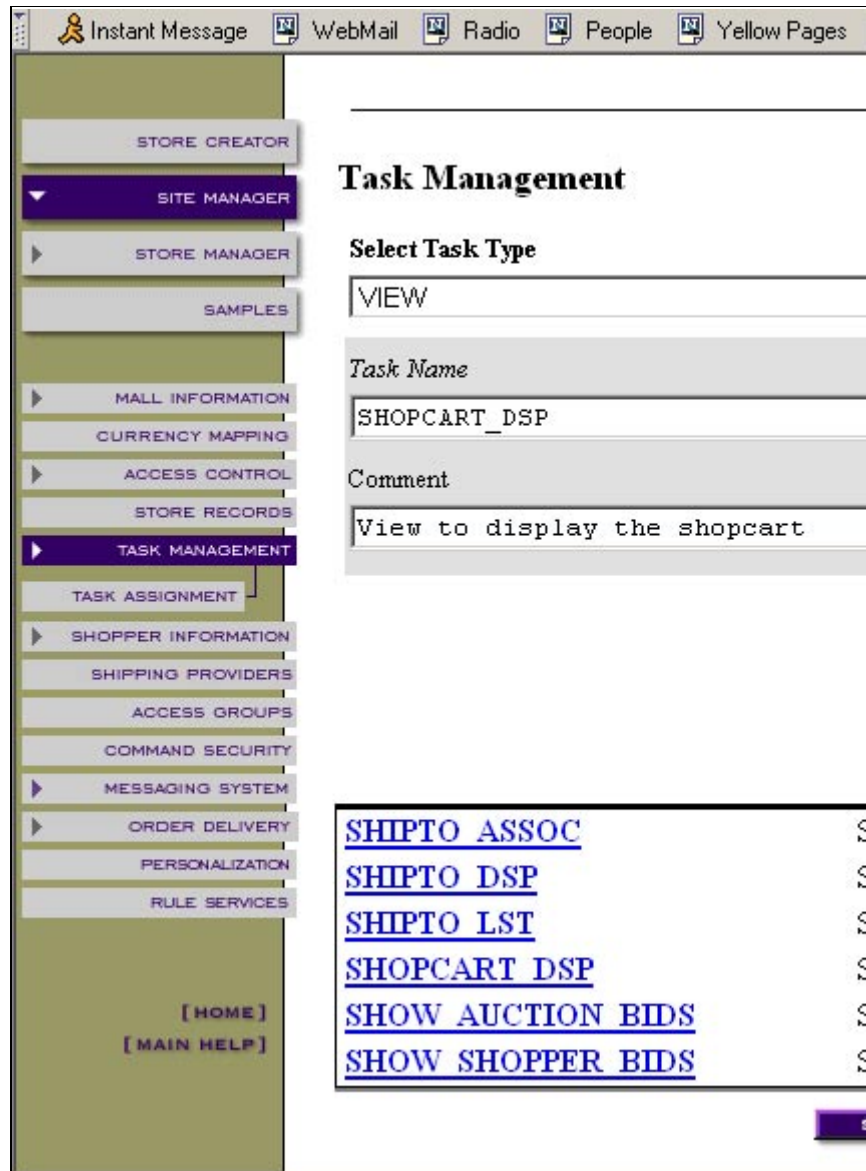 Instant Message WebMail Radio People Yellow Pages
STORE CREATOR
SITE MANAGER
STORE MANAGER
SAMPLES
MALL INFORMATION
CURRENCY MAPPING
ACCESS CONTROL
STORE RECORDS
TASK MANAGEMENT
TASK ASSIGNMENT
SHOPPER INFORMATION
SHIPPING PROVIDERS
ACCESS GROUPS
COMMAND SECURITY
MESSAGING SYSTEM
ORDER DELIVERY
PERSONALIZATION
RULE SERVICES
[HOME]
[MAIN HELP]
Task Management
Select Task Type
VIEW
Task Name
SHOPCART_DSP
Comment
View to display the shopcart
SHIPTO_ASSOC
SHIPTO_DSP
SHIPTO_LST
SHOPCART_DSP
SHOW_AUCTION_BIDS
SHOW_SHOPPER_BIDS